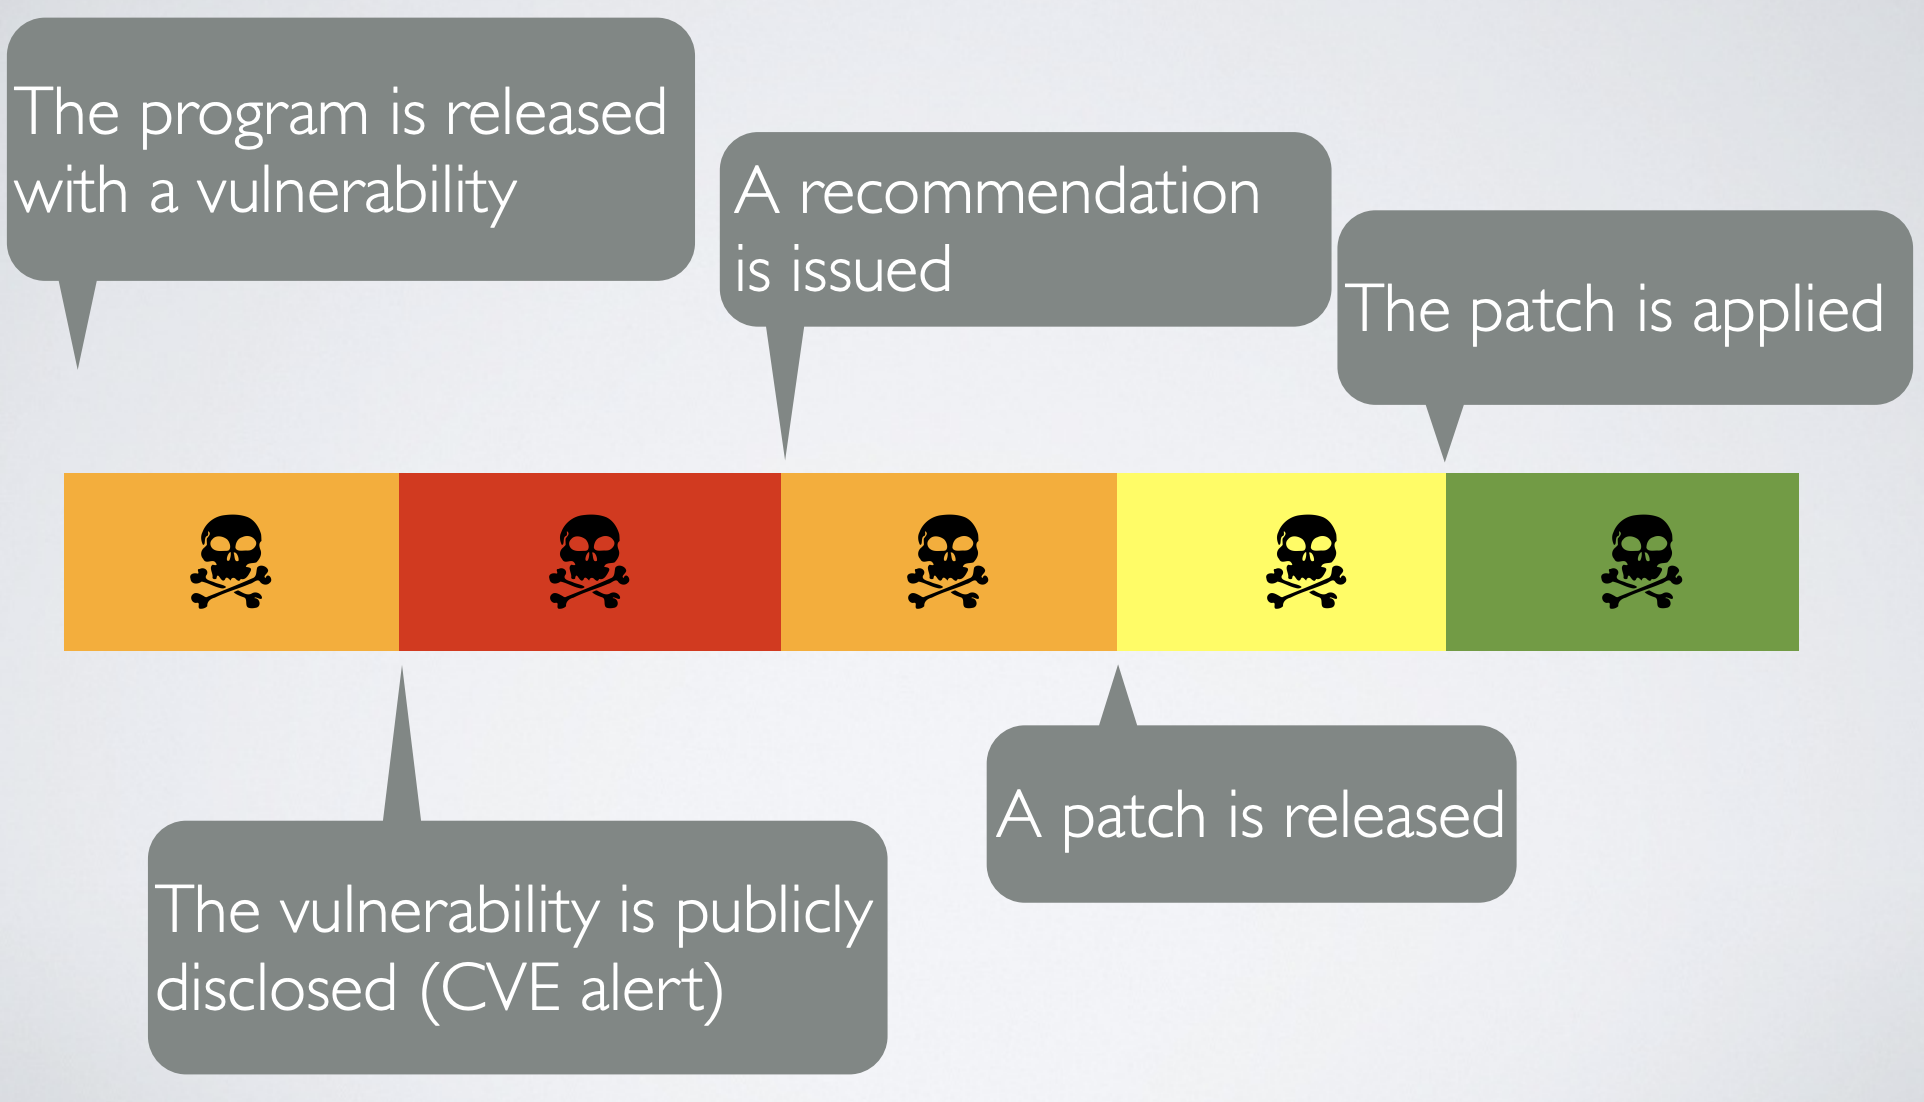 The program is released
with a vulnerability
A recommendation
is issued
The patch is applied
The vulnerability is publicly
disclosed (CVE alert)
A patch is released